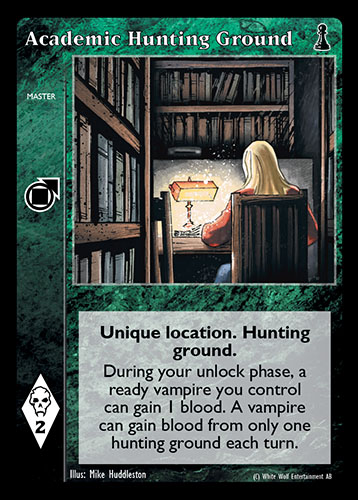 Academic Hunting Ground
MASTER
Unique location. Hunting
ground.
During your unlock phase, a
ready vampire you control
can gain 1 blood. A vampire
can gain blood from only one
hunting ground each turn.
2
Illus: Mike Huddleston
(C) White Wolf Entertainment AB